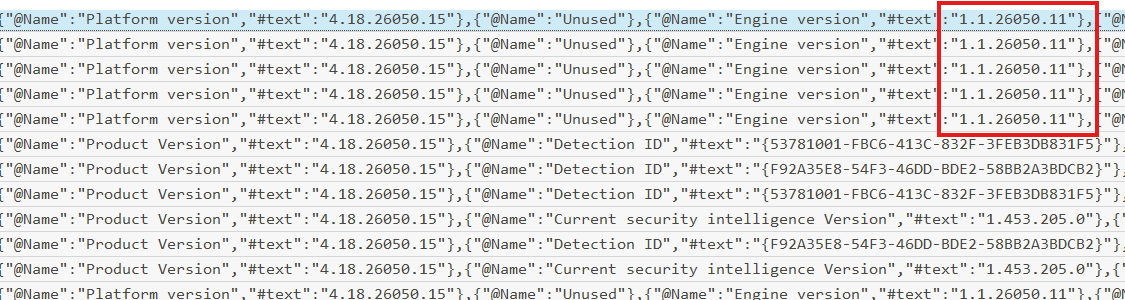 {"@Name":"Platform version","#text":"4.18.26050.15"},{"@Name":"Unused"},{"@Name":"Engine version","#text":"1.1.26050.11"},{"@Na
{"@Name":"Platform version","#text":"4.18.26050.15"},{"@Name":"Unused"},{"@Name":"Engine version","#text":"1.1.26050.11"},{"@N
{"@Name":"Platform version","#text":"4.18.26050.15"},{"@Name":"Unused"},{"@Name":"Engine version","#text":"1.1.26050.11"},{"@N
{"@Name":"Platform version","#text":"4.18.26050.15"},{"@Name":"Unused"},{"@Name":"Engine version","#text":"1.1.26050.11"},{"@N
{"@Name":"Platform version","#text":"4.18.26050.15"},{"@Name":"Unused"},{"@Name":"Engine version","#text":"1.1.26050.11"},{"@N
{"@Name":"Product Version","#text":"4.18.26050.15"},{"@Name":"Detection ID","#text":"{53781001-FBC6-413C-832F-3FEB3DB831F5}"},
{"@Name":"Product Version","#text":"4.18.26050.15"},{"@Name":"Detection ID","#text":"{F92A35E8-54F3-46DD-BDE2-58BB2A3BDCB2}"},
{"@Name":"Product Version","#text":"4.18.26050.15"},{"@Name":"Detection ID","#text":"{53781001-FBC6-413C-832F-3FEB3DB831F5}"},
{"@Name":"Product Version","#text":"4.18.26050.15"},{"@Name":"Current security intelligence Version","#text":"1.453.205.0"},{"
{"@Name":"Product Version","#text":"4.18.26050.15"},{"@Name":"Detection ID","#text":"{F92A35E8-54F3-46DD-BDE2-58BB2A3BDCB2}"},
{"@Name":"Product Version","#text":"4.18.26050.15"},{"@Name":"Current security intelligence Version","#text":"1.453.205.0"},{"
{"@Name":"Platform version","#text":"4.18.26050.15"},{"@Name":"Unused"},{"@Name":"Engine version","#text":"1.1.26050.11"},{"@N